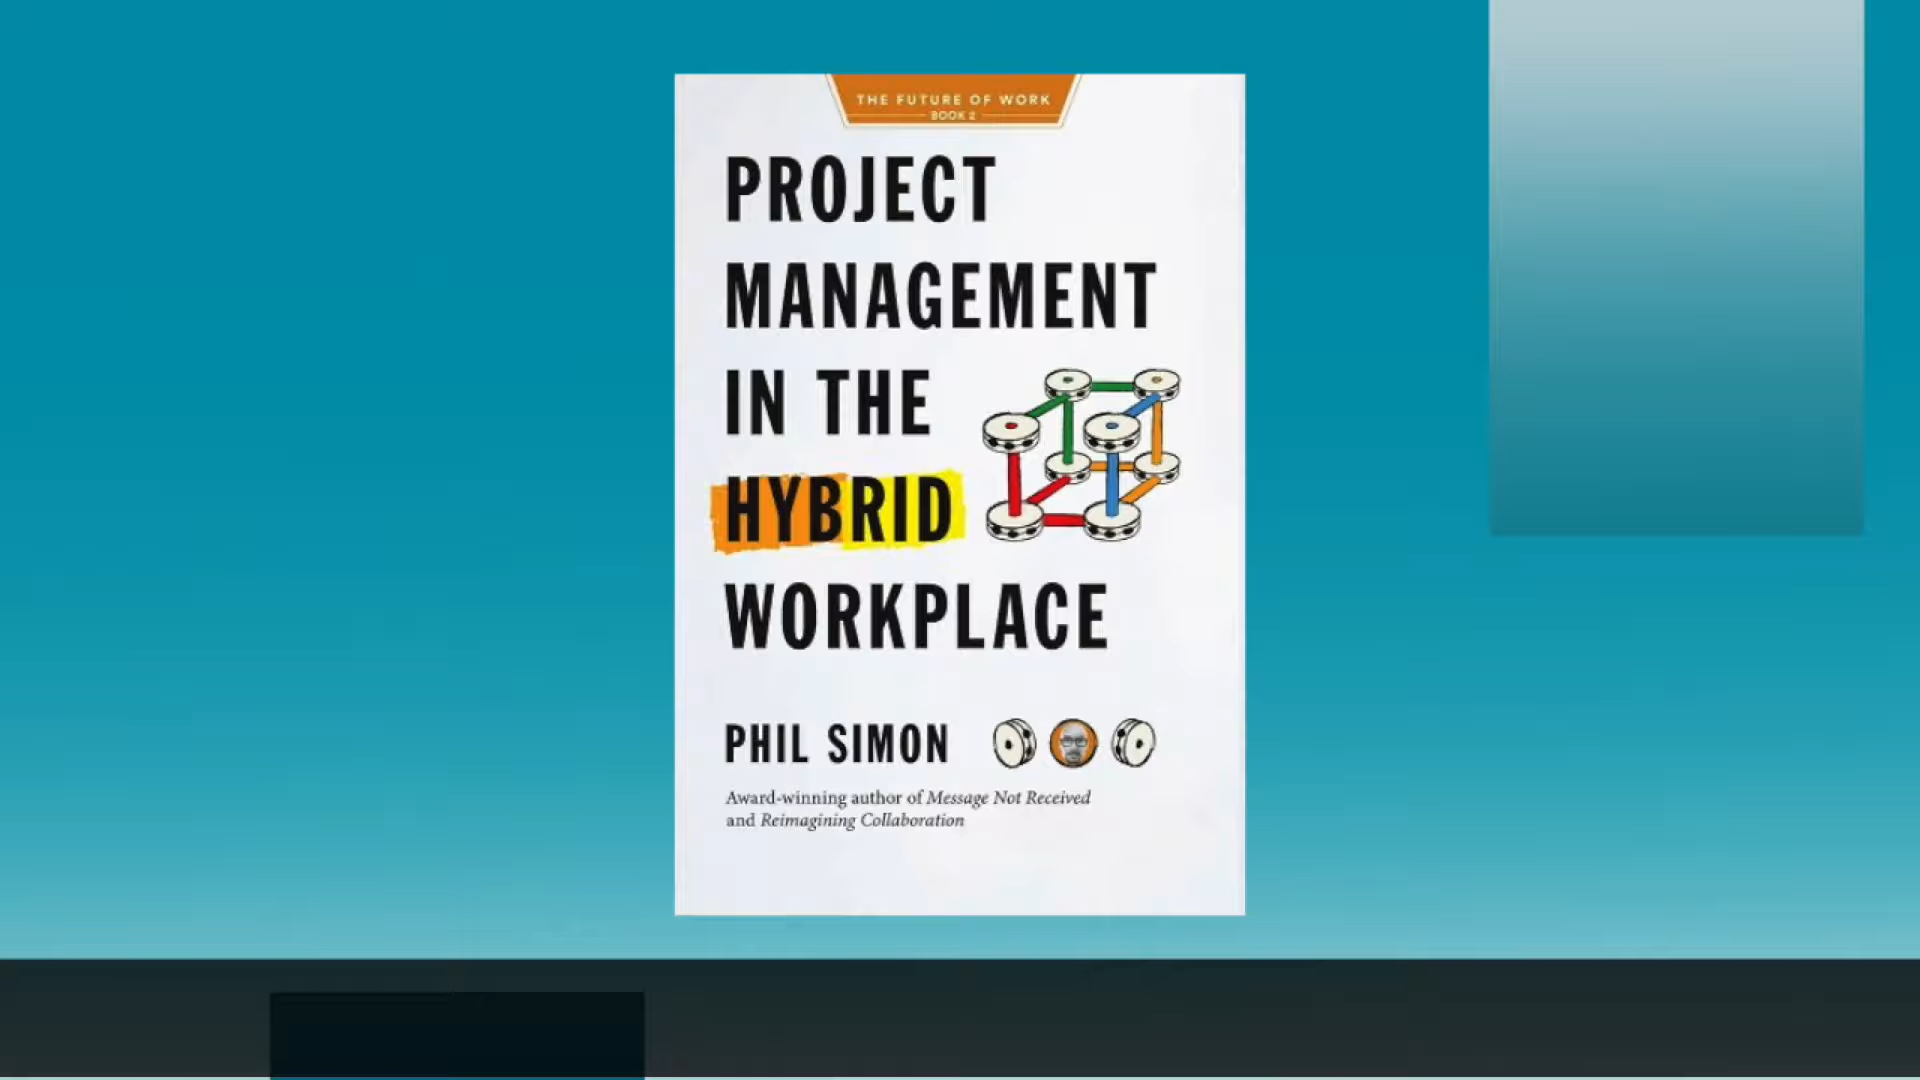 THE FUTURE OF WORK
BOOK 2
PROJECT
MANAGEMENT
IN THE
HYBRID
WORKPLACE
PHIL SIMON
Award-winning author of Message Not Received
and Reimagining Collaboration